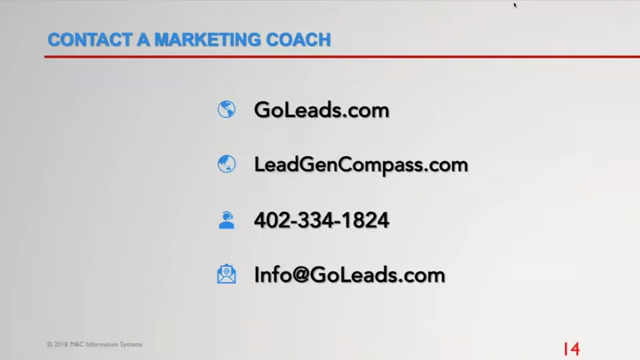 CONTACT A MARKETING COACH
GoLeads.com
LeadGenCompass.com
402-334-1824
Info@GoLeads.com
© 2018 M&C Information Systems
14